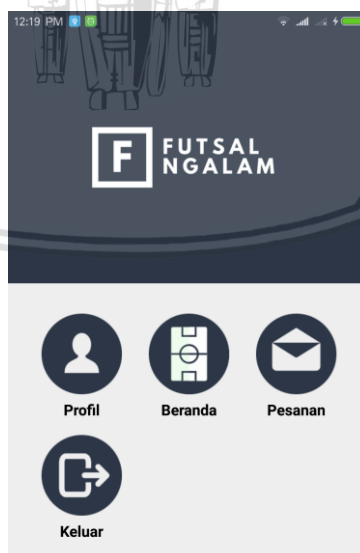 12:19 PM
F
FUTSAL
NGALAM
Profil
Beranda
Pesanan
Keluar